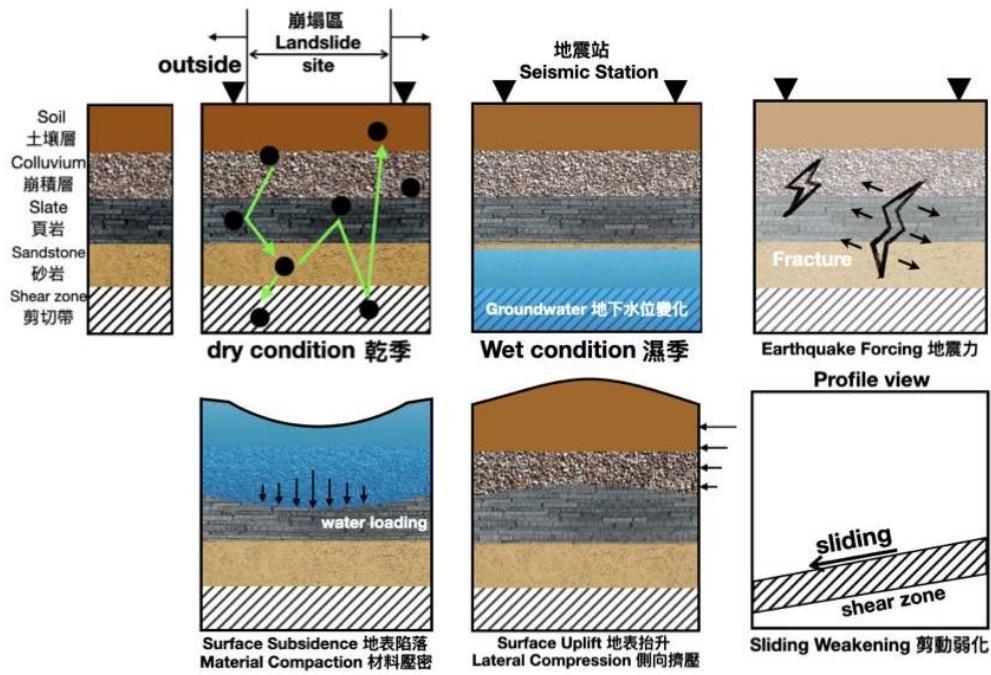 崩塌區
Landslide
site
outside
地震站
Seismic Station
Soil
土壤層
Colluvium
崩積層
Slate
頁岩
Sandstone
砂岩
Shear zone
剪切帶
dry condition 乾季
Groundwater 地下水位變化
Wet condition 濕季
Fracture
Earthquake Forcing 地震力
water loading
Surface Subsidence 地表陷落
Material Compaction 材料壓密
Surface Uplift 地表抬升
Lateral Compression 側向擠壓
Profile view
sliding
shear zone
Sliding Weakening 剪動弱化